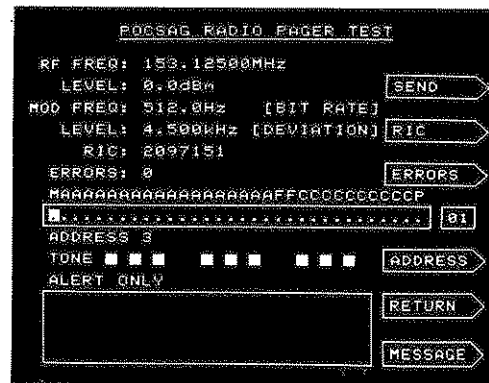 POCSAG RADIO PAGER TEST
RF FREQ: 153.12500MHz
LEVEL: 0.0dBm
SEND
MOD FREQ: 512.0Hz [BIT RATE]
LEVEL: 4.500kHz [DEVIATION]
RIC
RIC: 2097151
ERRORS: 0
ERRORS
MAAAAAAAAAAAAAAAAAAFFCCCCCCCCCCP
01
ADDRESS 3
TONE
ADDRESS
ALERT ONLY
RETURN
MESSAGE